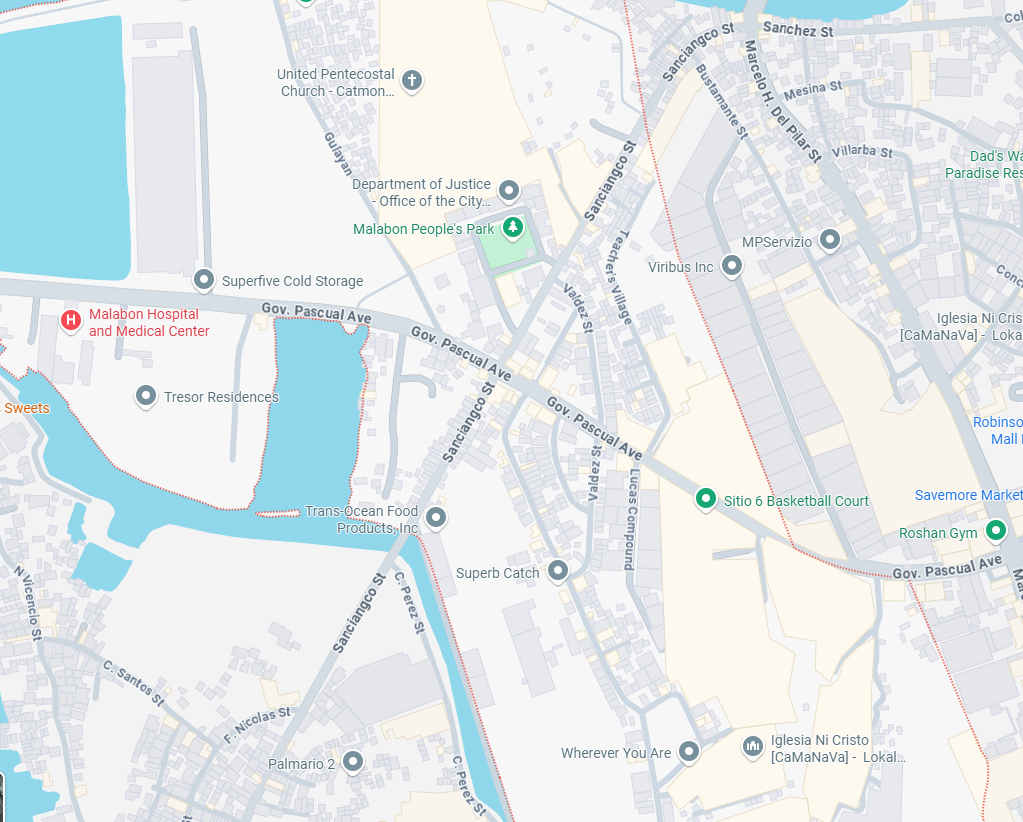 Sanciangco St
Sanchez St
United Pentecostal
Church - Catmon...
Bustamante St
Marcelo H. Del Pilar St
Mesina St
Gulayan
Villarba St
Dad's Wa
Paradise Res
Department of Justice
- Office of the City...
Sanciangco St
Malabon People's Park
MPServizio
Teacher's Village
Viribus Inc
Superfive Cold Storage
Conc
Valdez St
Malabon Hospital
and Medical Center
Gov. Pascual Ave
Iglesia Ni Cris
[CaMaNaVa] - Loka
Gov. Pascual Ave
Tresor Residences
Sweets
Sanciangco St
Gov. Pascual Ave
Robinso
Mall
Valdez St
Lucas Compound
Sitio 6 Basketball Court
Savemore Market
Trans-Ocean Food
Products, Inc
Roshan Gym
Superb Catch
Gov. Pascual Ave
N Vicencio St
Sanciangco St
C. Perez St
C. Santos St
F. Nicolas St
Wherever You Are
Iglesia Ni Cristo
[CaMaNaVa] - Lokal...
Palmario 2
C. Perez St